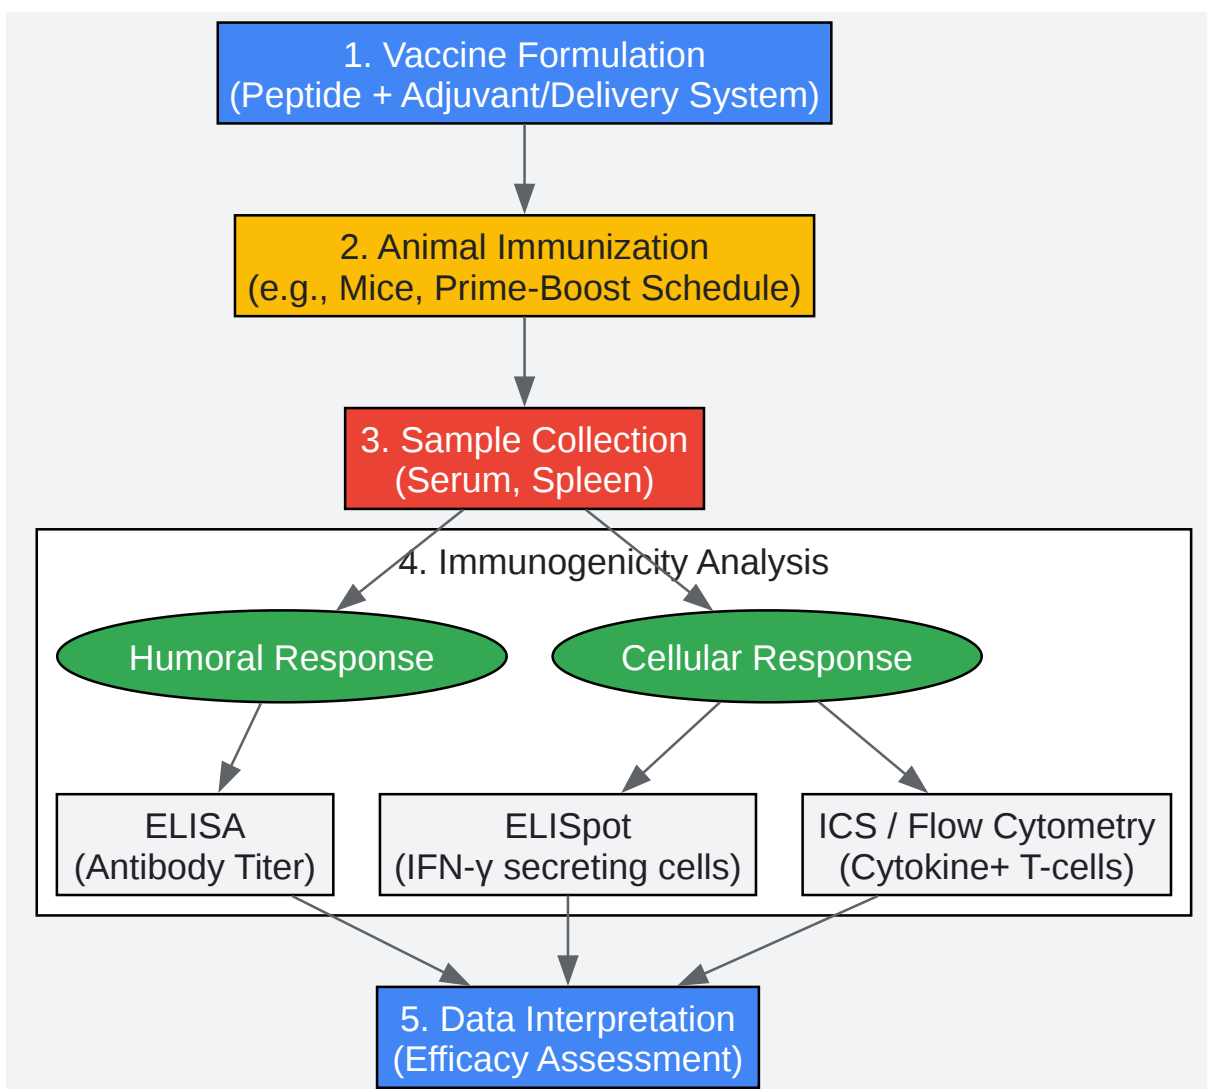 1. Vaccine Formulation
(Peptide + Adjuvant/Delivery System)
2. Animal Immunization
(e.g., Mice, Prime-Boost Schedule)
3. Sample Collection
(Serum, Spleen)
4. Immunogenicity Analysis
Humoral Response
Cellular Response
ELISA
(Antibody Titer)
ELISpot
(IFN-γ secreting cells)
ICS / Flow Cytometry
(Cytokine+ T-cells)
5. Data Interpretation
(Efficacy Assessment)